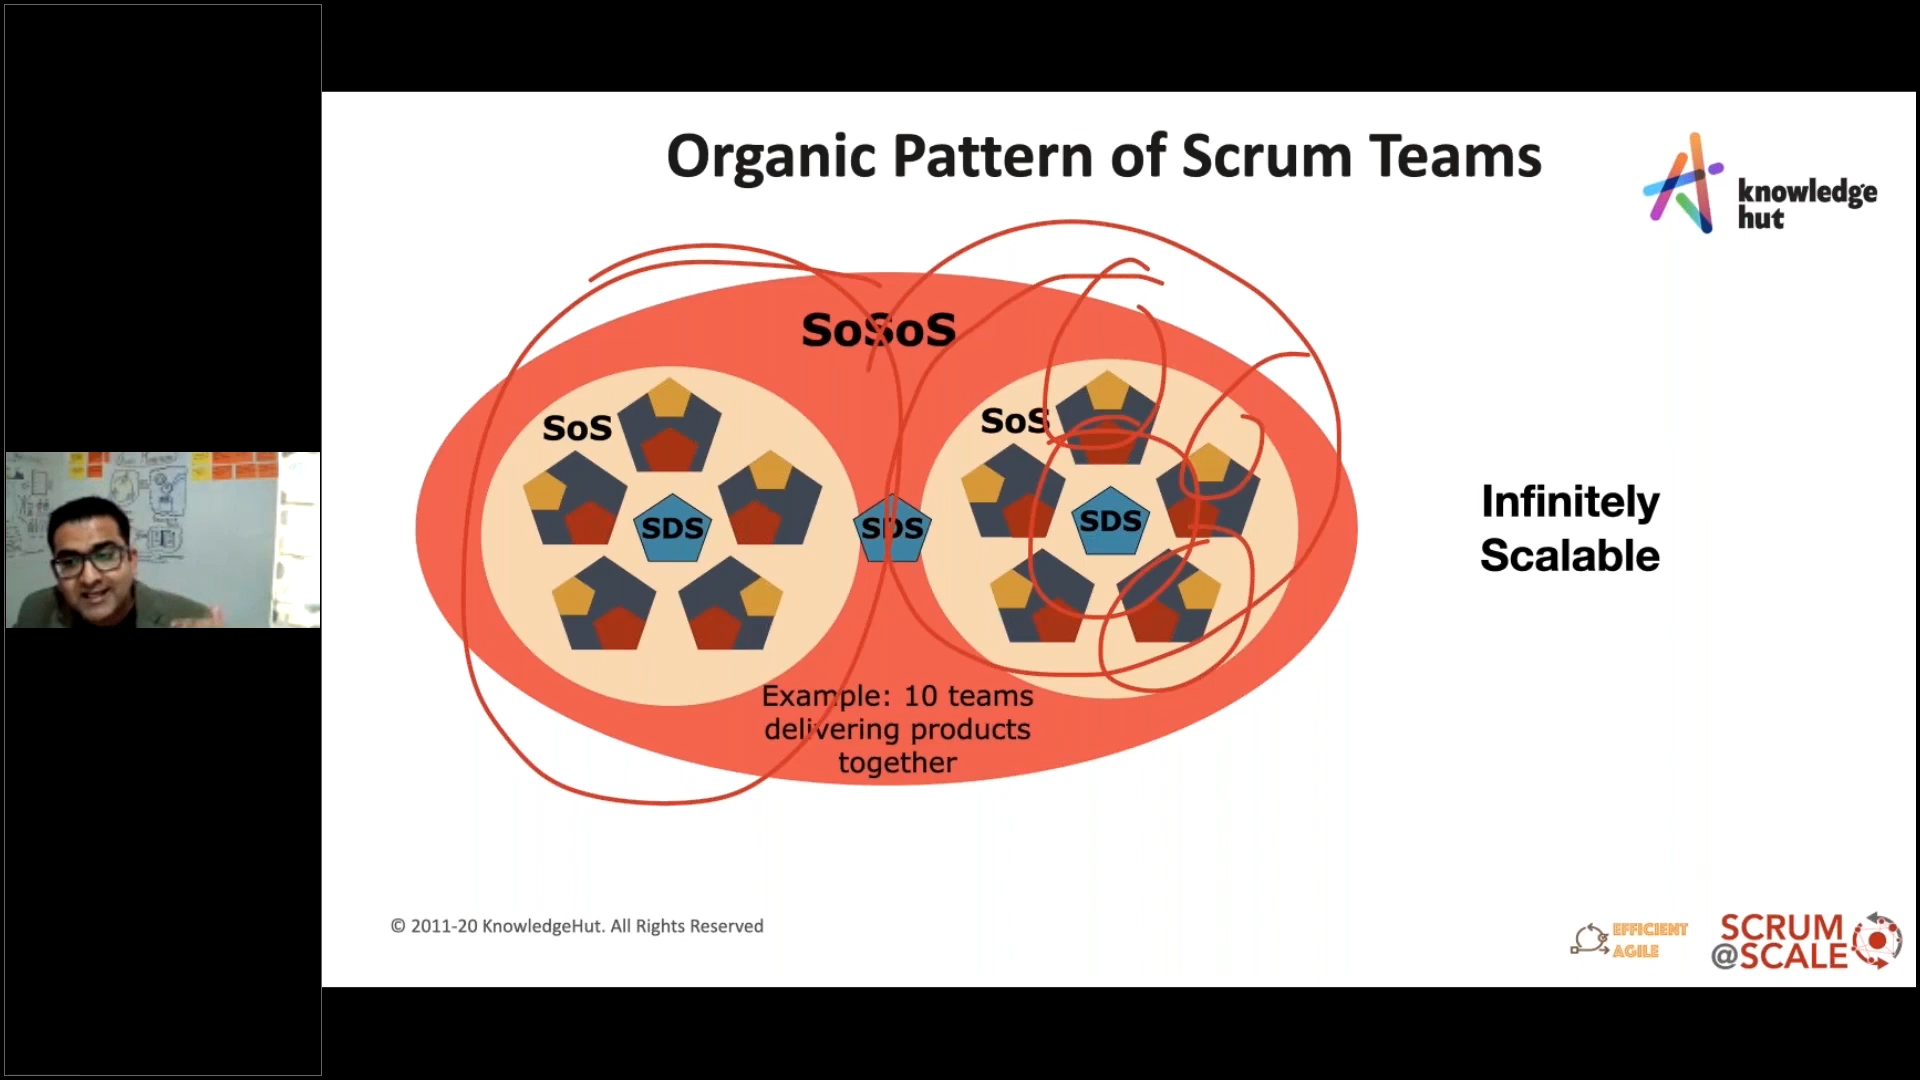 Organic Pattern of Scrum Teams
knowledge
hut
SoSoS
SoS
SoS
SDS
SDS
SDS
Infinitely
Scalable
Example: 10 teams
delivering products
together
© 2011-20 KnowledgeHut. All Rights Reserved
EFFICIENT
AGILE
SCRUM
@SCALE